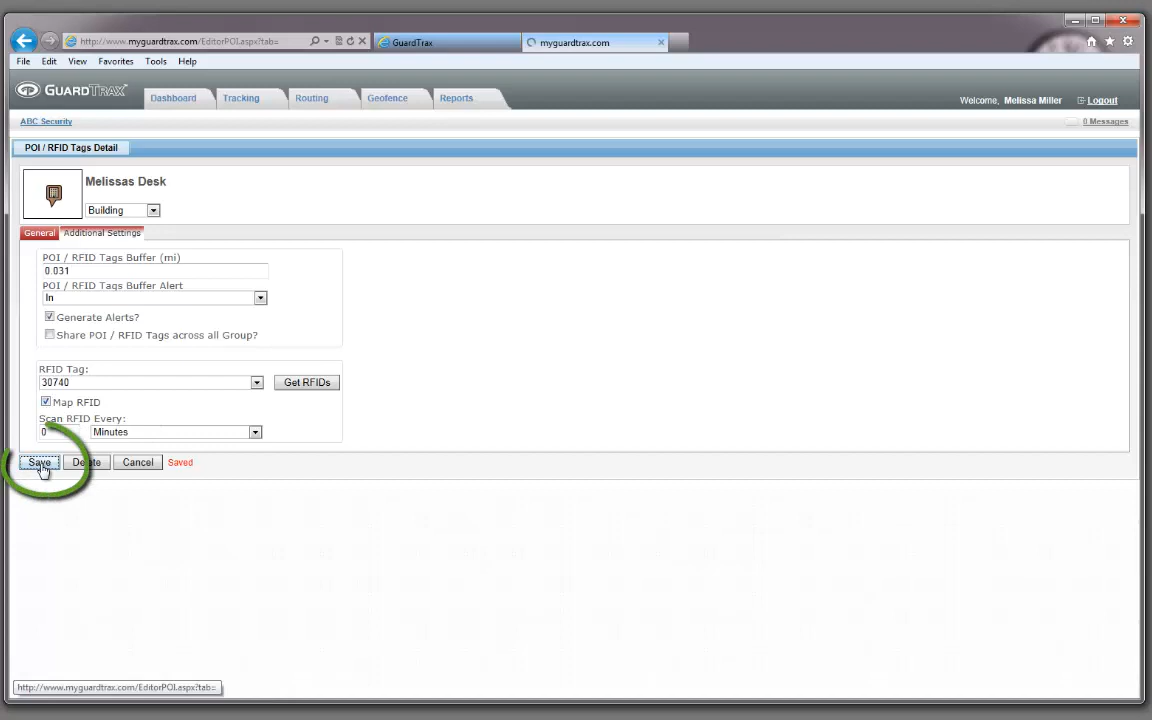 http://www.myguardtrax.com/EditorPOI.aspx?tab=
GuardTrax
myguardtrax.com
File Edit View Favorites Tools Help
GUARDTRAX
Dashboard Tracking Routing Geofence Reports
Welcome, Melissa Miller Logout
ABC Security
0 Messages
POI / RFID Tags Detail
Melissas Desk
Building
General Additional Settings
POI / RFID Tags Buffer (mi)
0.031
POI / RFID Tags Buffer Alert
In
Generate Alerts?
Share POI / RFID Tags across all Group?
RFID Tag:
30740 Get RFIDs
Map RFID
Scan RFID Every:
0 Minutes
Save Delete Cancel Saved
http://www.myguardtrax.com/EditorPOI.aspx?tab=